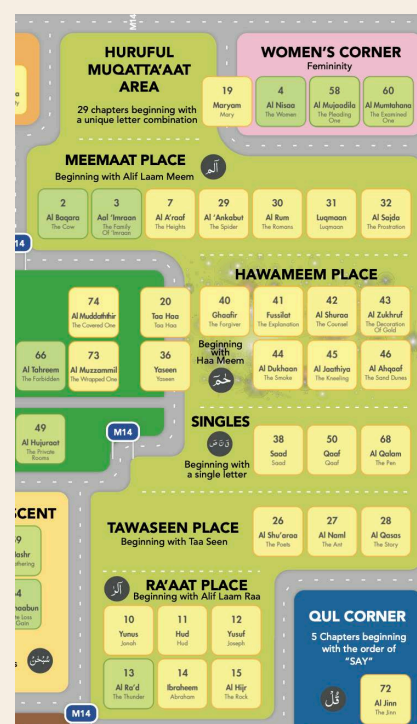 M14
HURUFUL
MUQATTA'AAT
AREA
29 chapters beginning with
a unique letter combination
WOMEN'S CORNER
Femininity
19
Maryam
Mary
4
Al Nisaa
The Women
58
Al Mujaadila
The Pleading
One
60
Al Mumtahana
The Examined
One
MEEMAAT PLACE
Beginning with Alif Laam Meem
الٓمٓ
2
Al Baqara
The Cow
3
Aal 'Imraan
The Family
Of 'Imraan
7
Al A'raaf
The Heights
29
Al 'Ankabut
The Spider
30
Al Rum
The Romans
31
Luqmaan
Luqmaan
32
Al Sajda
The Prostration
14
HAWAMEEM PLACE
74
Al Muddaththir
The Covered One
20
Taa Haa
Taa Haa
40
Ghaafir
The Forgiver
41
Fussilat
The Explanation
42
Al Shuraa
The Counsel
43
Al Zukhruf
The Decoration
Of Gold
Beginning
with
Haa Meem
حٰمٓ
66
Al Tahreem
The Forbidden
73
Al Muzzammil
The Wrapped One
36
Yaseen
Yaseen
44
Al Dukhaan
The Smoke
45
Al Jaathiya
The Kneeling
46
Al Ahqaaf
The Sand Dunes
49
Al Hujuraat
The Private
Rooms
M14
SINGLES
قٓ نٓ صٓ
Beginning with
a single letter
38
Saad
Saad
50
Qaaf
Qaaf
68
Al Qalam
The Pen
TAWASEEN PLACE
Beginning with Taa Seen
26
Al Shu'araa
The Poets
27
Al Naml
The Ant
28
Al Qasas
The Story
SCENT
RA'AAT PLACE
Beginning with Alif Laam Raa
الٓرٰ
10
Yunus
Jonah
11
Hud
Hud
12
Yusuf
Joseph
13
Al Ra'd
The Thunder
14
Ibraheem
Abraham
15
Al Hijr
The Rock
سُبْحٰنَ
QUL CORNER
5 Chapters beginning
with the order of
"SAY"
قُلْ
72
Al Jinn
The Jinn
M14